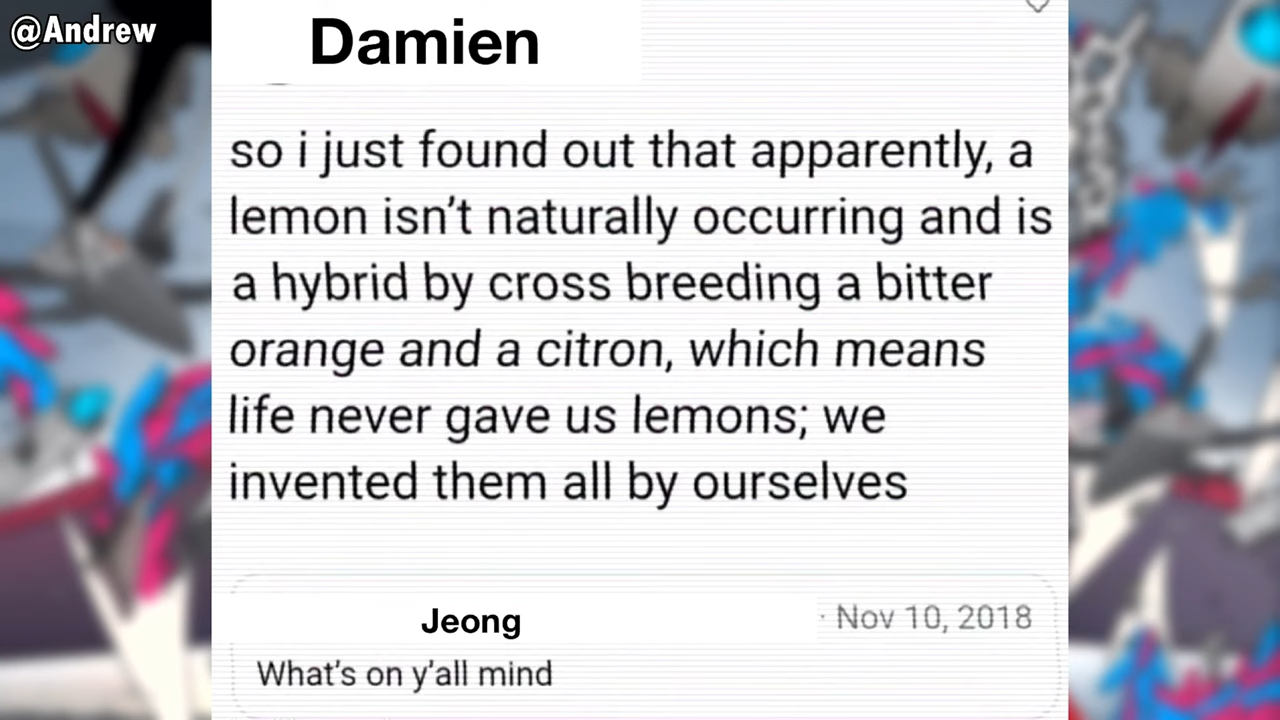 @Andrew
Damien
so i just found out that apparently, a
lemon isn't naturally occurring and is
a hybrid by cross breeding a bitter
orange and a citron, which means
life never gave us lemons; we
invented them all by ourselves
Jeong · Nov 10, 2018
What's on y'all mind